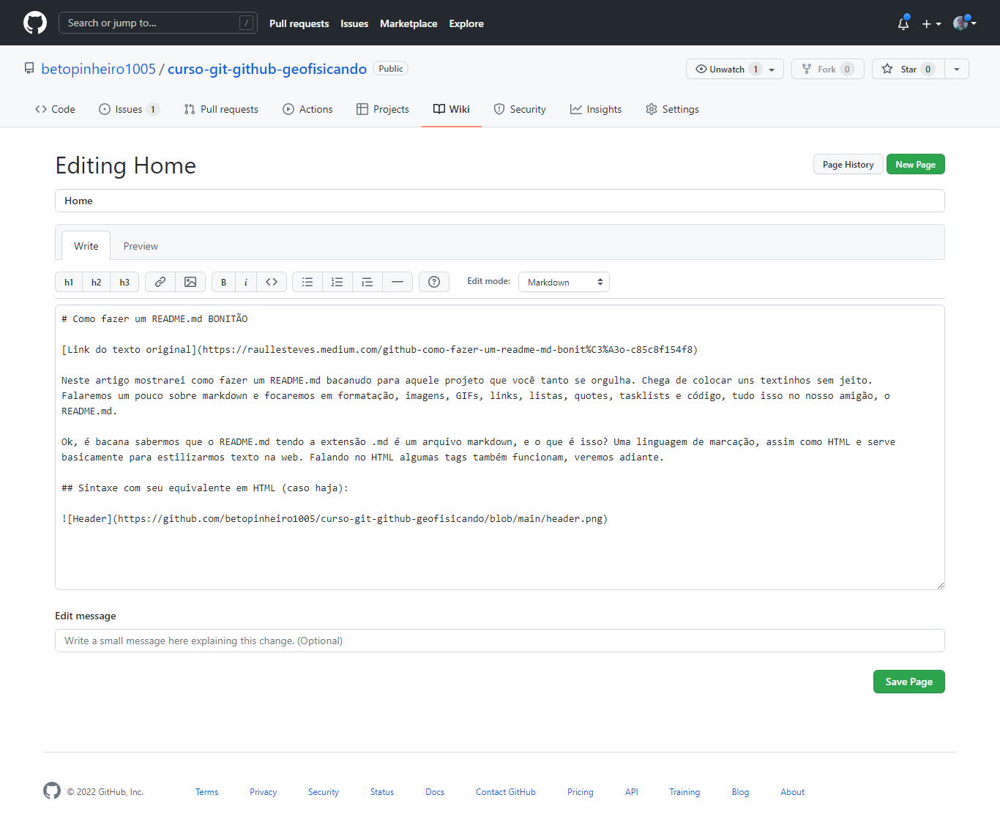 Search or jump to... /
Pull requests Issues Marketplace Explore
betopinheiro1005 / curso-git-github-geofisicando Public
Unwatch 1 Fork 0 Star 0
Code Issues 1 Pull requests Actions Projects Wiki Security Insights Settings
Editing Home
Page History New Page
Home
Write Preview
h1 h2 h3 B i Edit mode: Markdown
# Como fazer um README.md BONITÃO
[Link do texto original](https://raullesteves.medium.com/github-como-fazer-um-readme-md-bonit%C3%A3o-c85c8f154f8)
Neste artigo mostrarei como fazer um README.md bacanudo para aquele projeto que você tanto se orgulha. Chega de colocar uns textinhos sem jeito.
Falaremos um pouco sobre markdown e focaremos em formatação, imagens, GIFs, links, listas, quotes, tasklists e código, tudo isso no nosso amigão, o
README.md.
Ok, é bacana sabermos que o README.md tendo a extensão .md é um arquivo markdown, e o que é isso? Uma linguagem de marcação, assim como HTML e serve
basicamente para estilizarmos texto na web. Falando no HTML algumas tags também funcionam, veremos adiante.
## Sintaxe com seu equivalente em HTML (caso haja):
![Header](https://github.com/betopinheiro1005/curso-git-github-geofisicando/blob/main/header.png)
Edit message
Write a small message here explaining this change. (Optional)
Save Page
© 2022 GitHub, Inc. Terms Privacy Security Status Docs Contact GitHub Pricing API Training Blog About